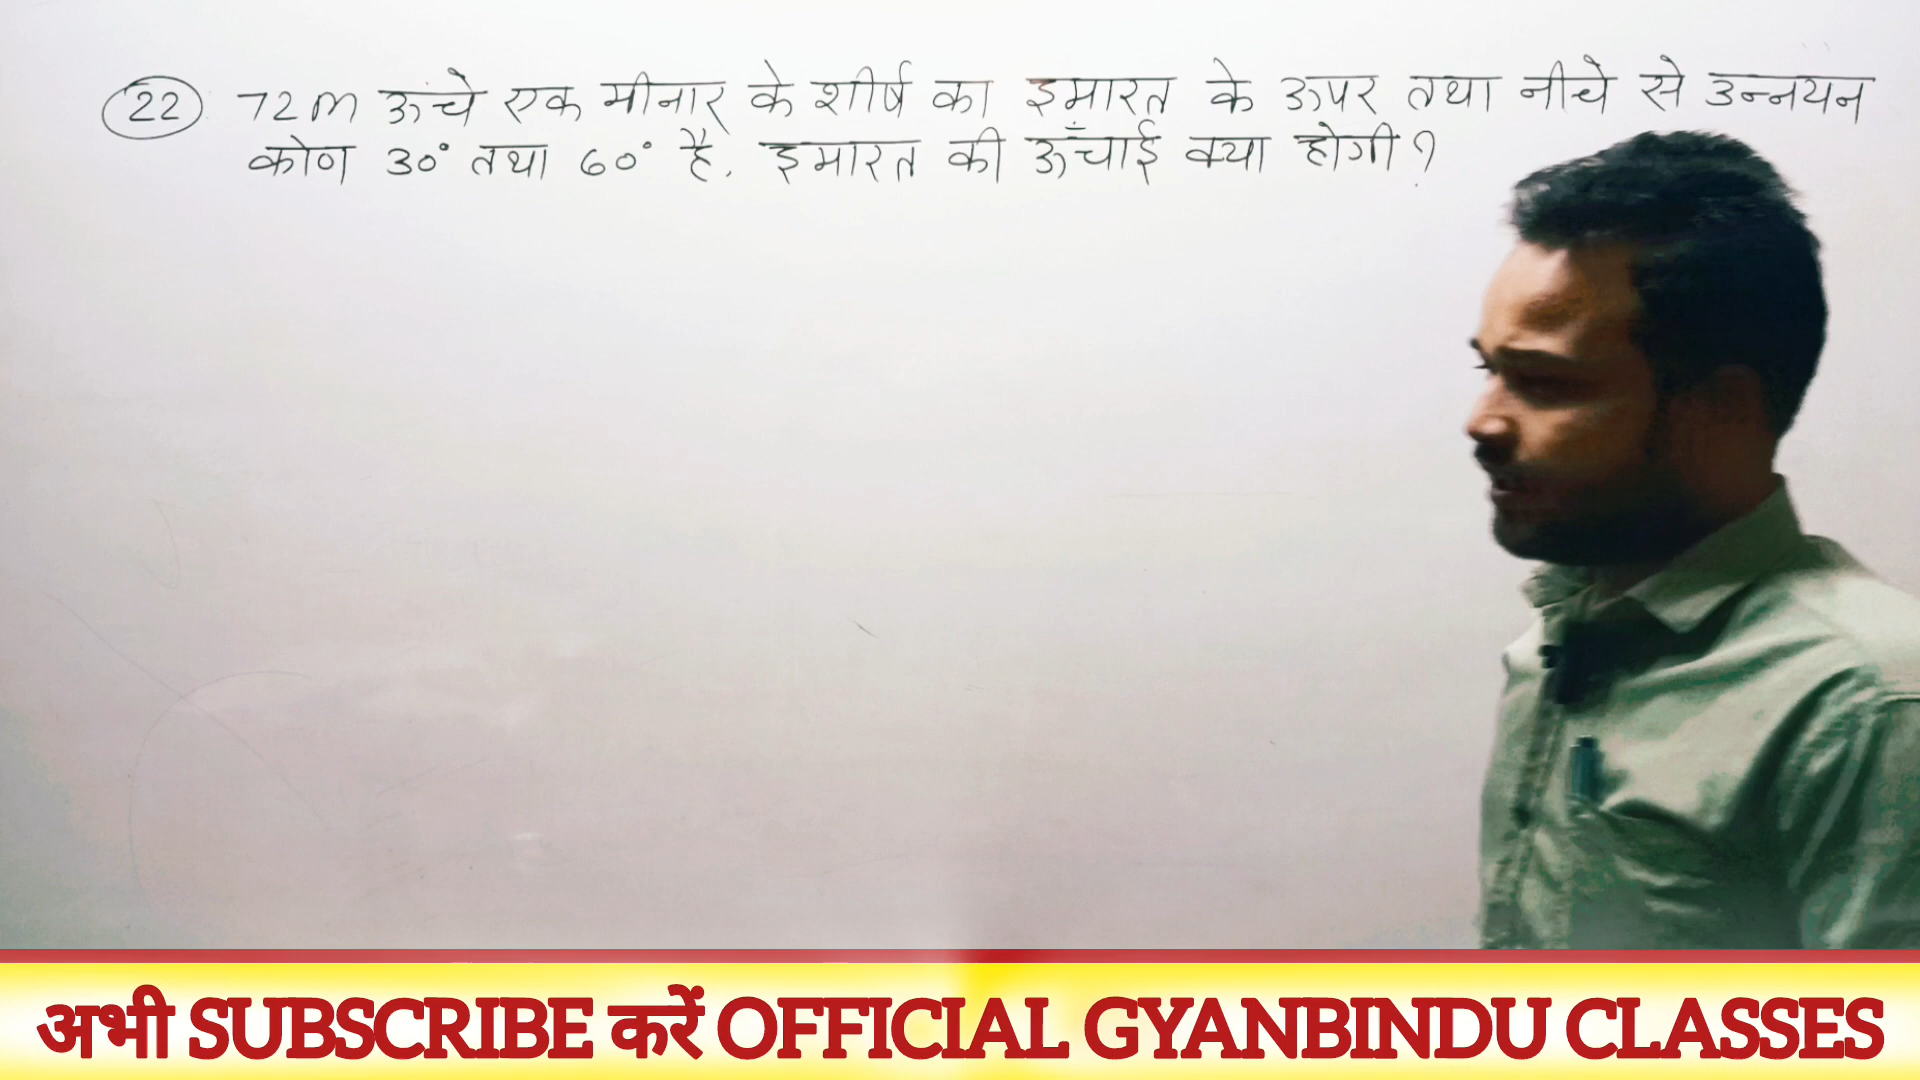 22 72m ऊंचे एक मीनार के शीर्ष का इमारत के ऊपर तथा नीचे से उन्नयन
कोण 30° तथा 60° है. इमारत की ऊँचाई क्या होगी?
अभी SUBSCRIBE करें OFFICIAL GYANBINDU CLASSES